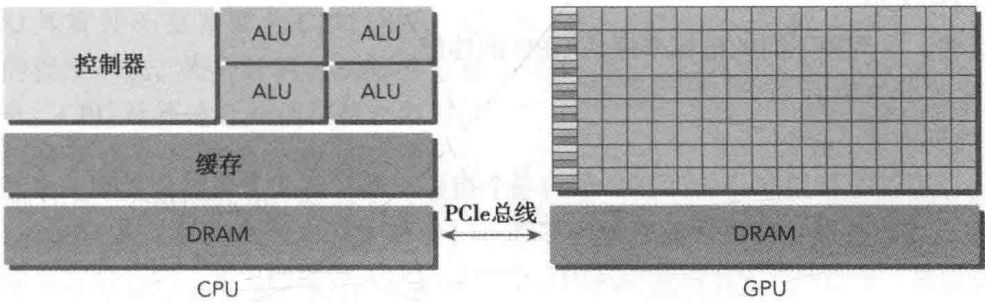 控制器
ALU
ALU
ALU
ALU
缓存
DRAM
CPU
PCIe总线
DRAM
GPU